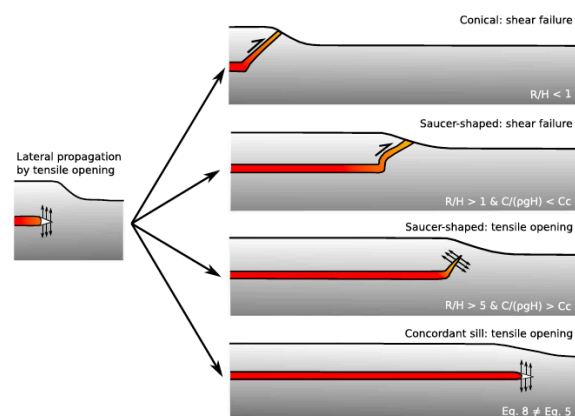 Conical: shear failure
R/H < 1
Saucer-shaped: shear failure
R/H > 1 & C/(ρgH) < Cc
Lateral propagation
by tensile opening
Saucer-shaped: tensile opening
R/H > 5 & C/(ρgH) > Cc
Concordant sill: tensile opening
Eq. 8 ≠ Eq. 5